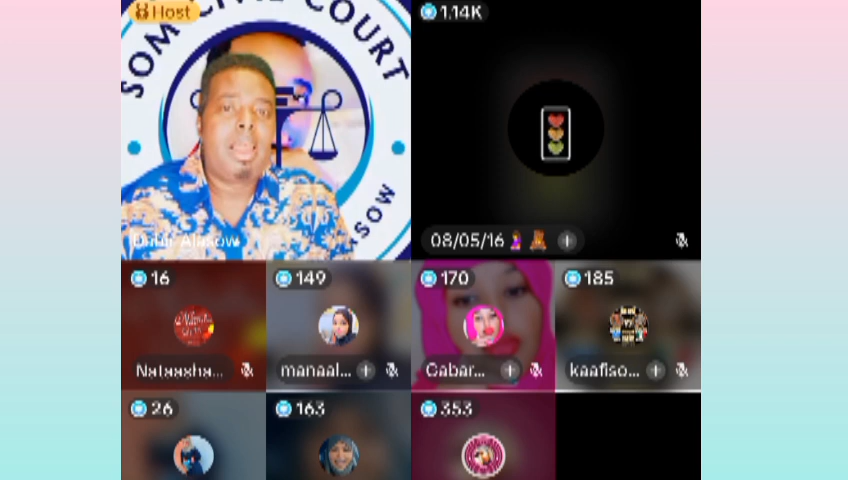 Host
SOM CIVIL COURT
1.14K
08/05/16
16
149
170
185
Nataasha...
manaal...
Gabar...
kaafiso...
26
163
353